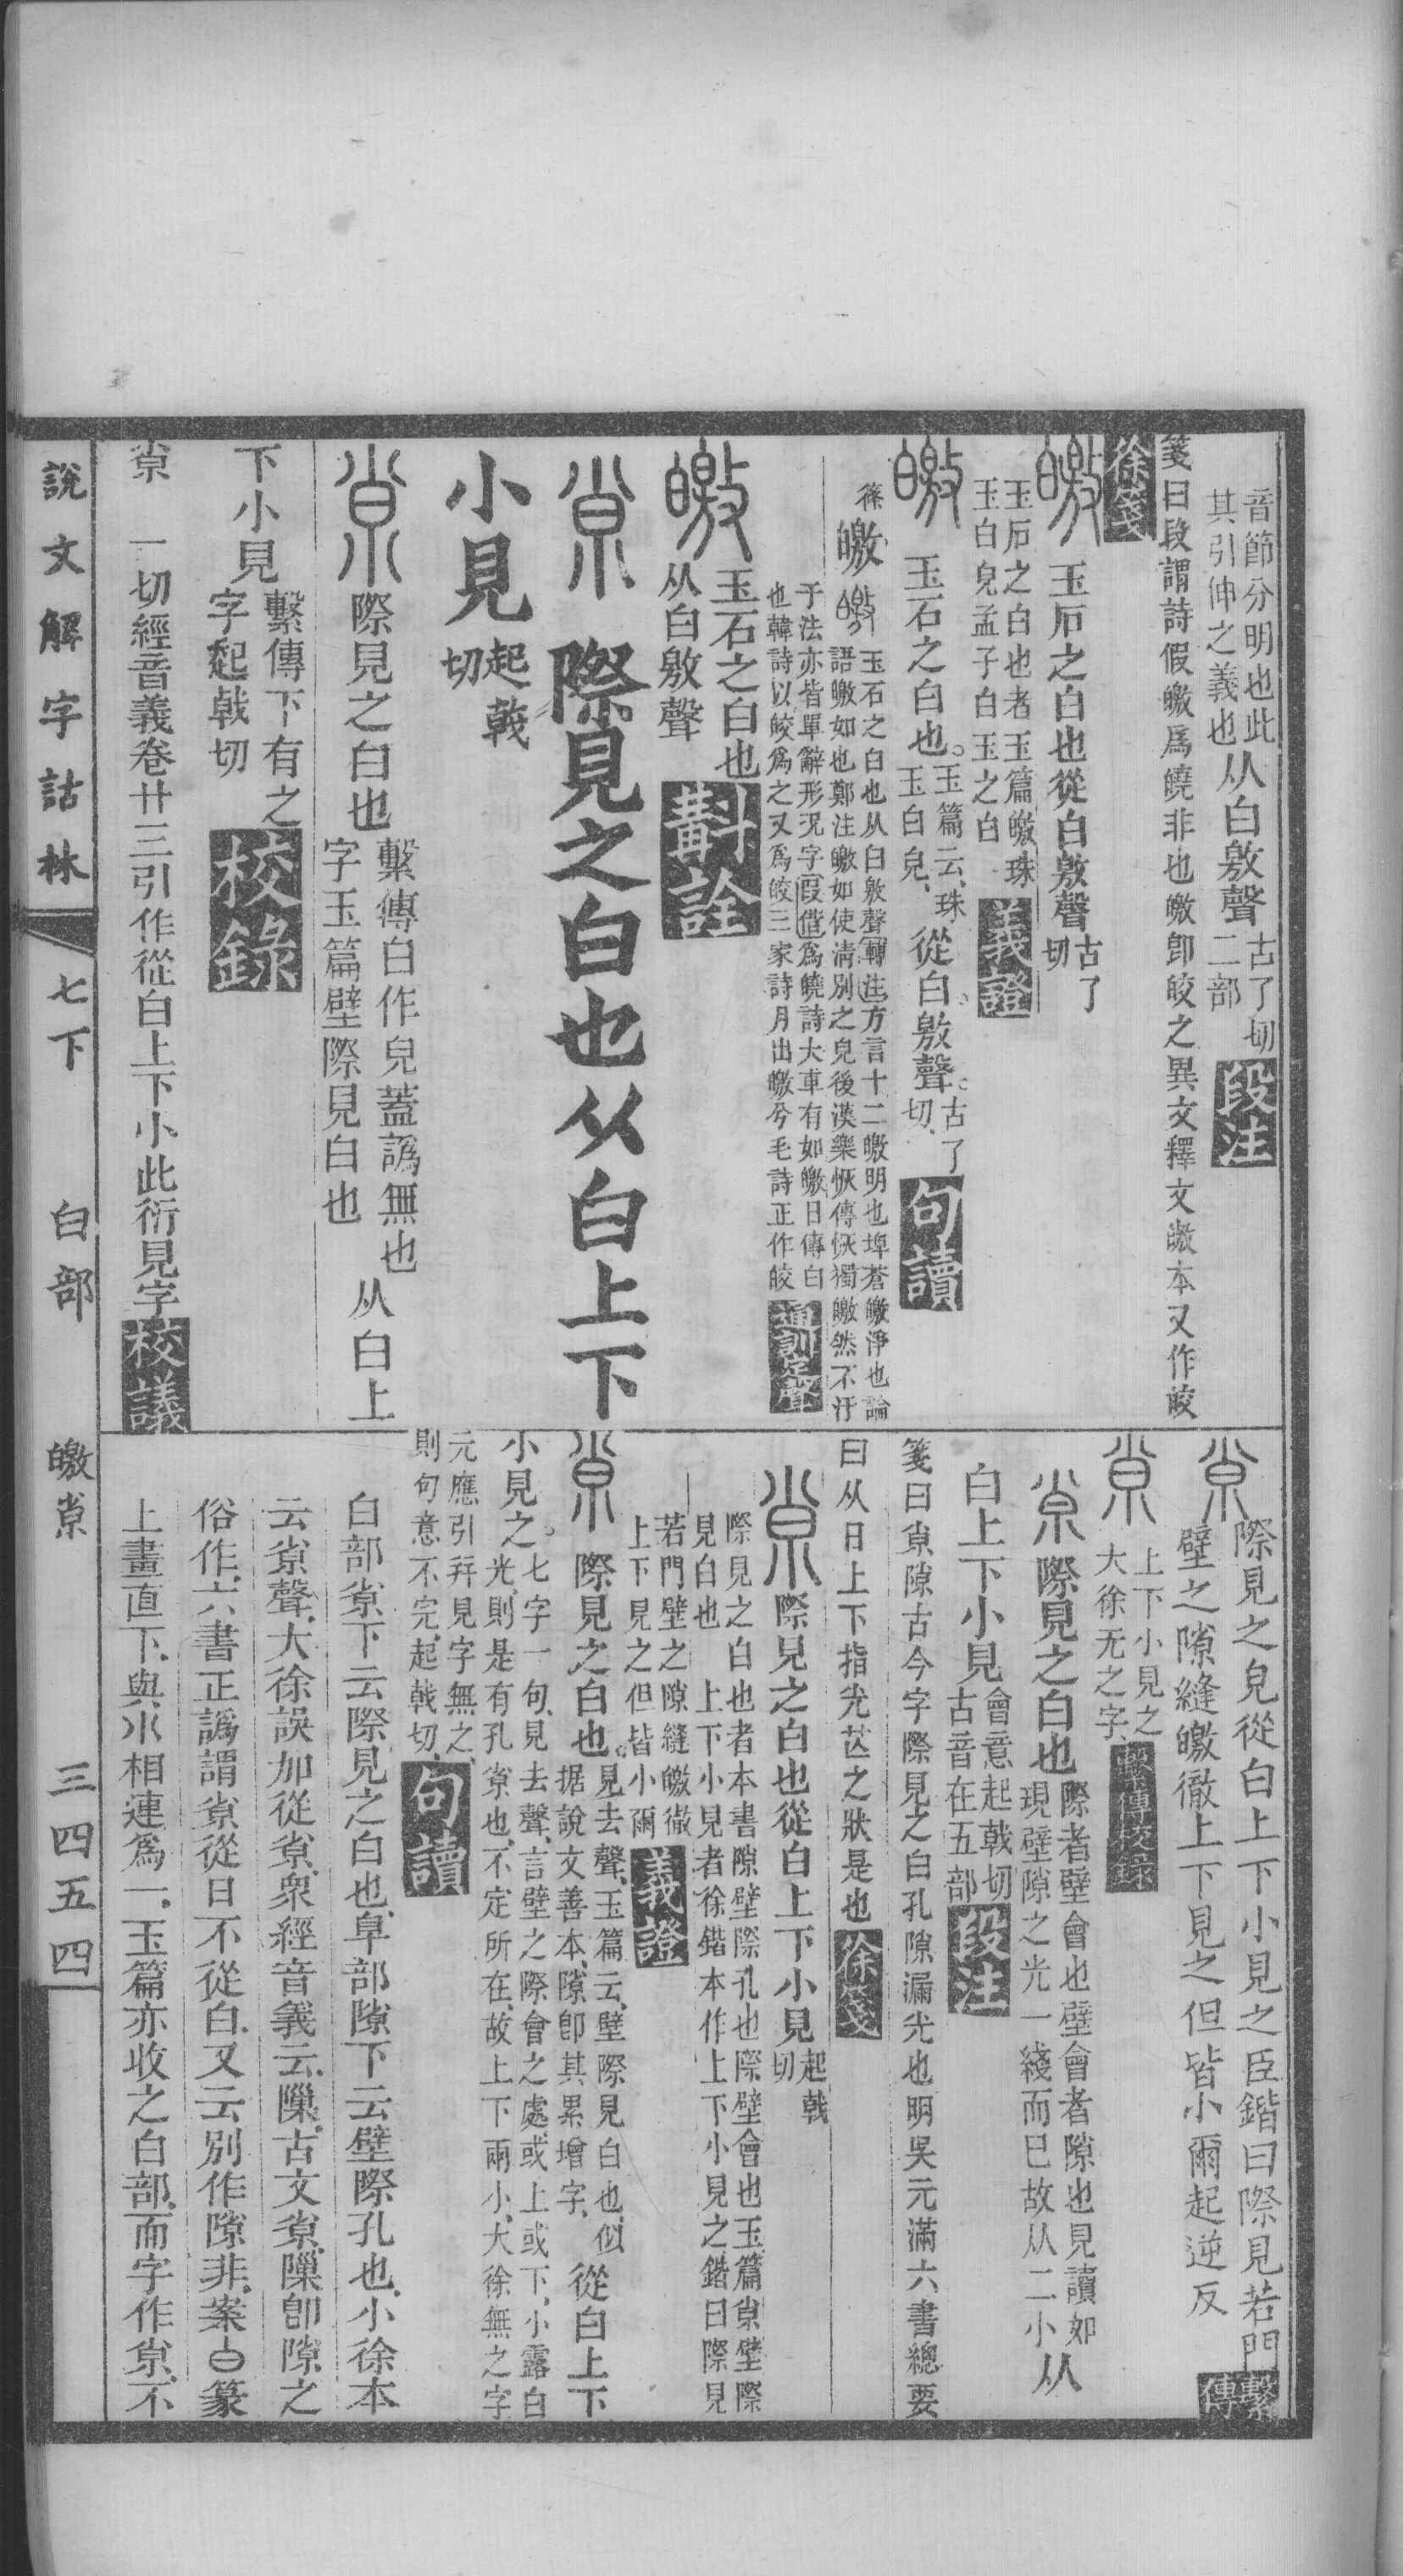 音節分明也此
其引伸之義也
从白敫聲
古了切
二部
段注
箋曰段謂詩假皦爲皢非也皦卽皎之異文釋文皦本又作皎
徐箋
玉石之白也從白敫聲
古了
切
玉石之白也者玉篇皦珠
玉白皃孟子白玉之白
義證
玉石之白也。
玉篇云、珠
玉白皃、
從白敫聲。
古了
切、
句讀
篠
皦
玉石之白也从白敫聲轉注方言十二皦明也埤蒼皦淨也論
語皦如也鄭注皦如使淸別之皃後漢樂恢傳恢獨皦然不汙
于法亦皆單辭形況字叚借爲皢詩大車有如皦日傳白
也韓詩以皎爲之又爲皎三家詩月出皦兮毛詩正作皎
通訓定聲
玉石之白也
从白敫聲
斠詮
際見之白也从白上下
小見
起戟
切
際見之白也
繫傳白作皃蓋譌無也
字玉篇壁際見白也
从白上
下小見
繫傳下有之
字起戟切
校錄
𡭴 一切經音義卷廿三引作從白上下小此衍見字
校議
際見之皃從白上下小見之臣鍇曰際見若門
壁之隙縫皦徹上下見之但皆小爾起逆反
繫傳
上下小見之
大徐无之字、
繫傳校錄
際見之白也
際者壁會也壁會者隙也見讀如
現壁隙之光一綫而已故从二小
从
白上下小見
會意起戟切
古音在五部
段注
箋曰𡭴隙古今字際見之白孔隙漏光也明吳元滿六書總要
曰从日上下指光芒之狀是也
徐箋
際見之白也從白上下小見
起戟
切
際見之白也者本書隙壁際孔也際壁會也玉篇𡭴壁際
見白也 上下小見者徐鍇本作上下小見之鍇曰際見
若門壁之隙縫皦徹
上下見之但皆小爾
義證
際見之白也。
見去聲、玉篇云、壁際見白也、似
据說文善本、隙卽其累增字、
從白上下
小見之。
七字一句、見去聲、言壁之際會之處、或上或下、小露白
光、則是有孔𡭴也、不定所在、故上下兩小、大徐無之字
元應引幷見字無之、
則句意不完、起戟切、
句讀
白部𡭴下云際見之白也、阜部隙下云壁際孔也、小徐本
云𡭴聲、大徐誤加從𡭴、衆經音義云、隟、古文𡭴、隟卽隙之
俗作、六書正譌謂𡭴從日不從白、又云別作隙非、案篆
上畫直下、與小相連爲一、玉篇亦收之白部、而字作𡭴、不
說文解字詁林
七下
白部
皦𡭴
三四五四